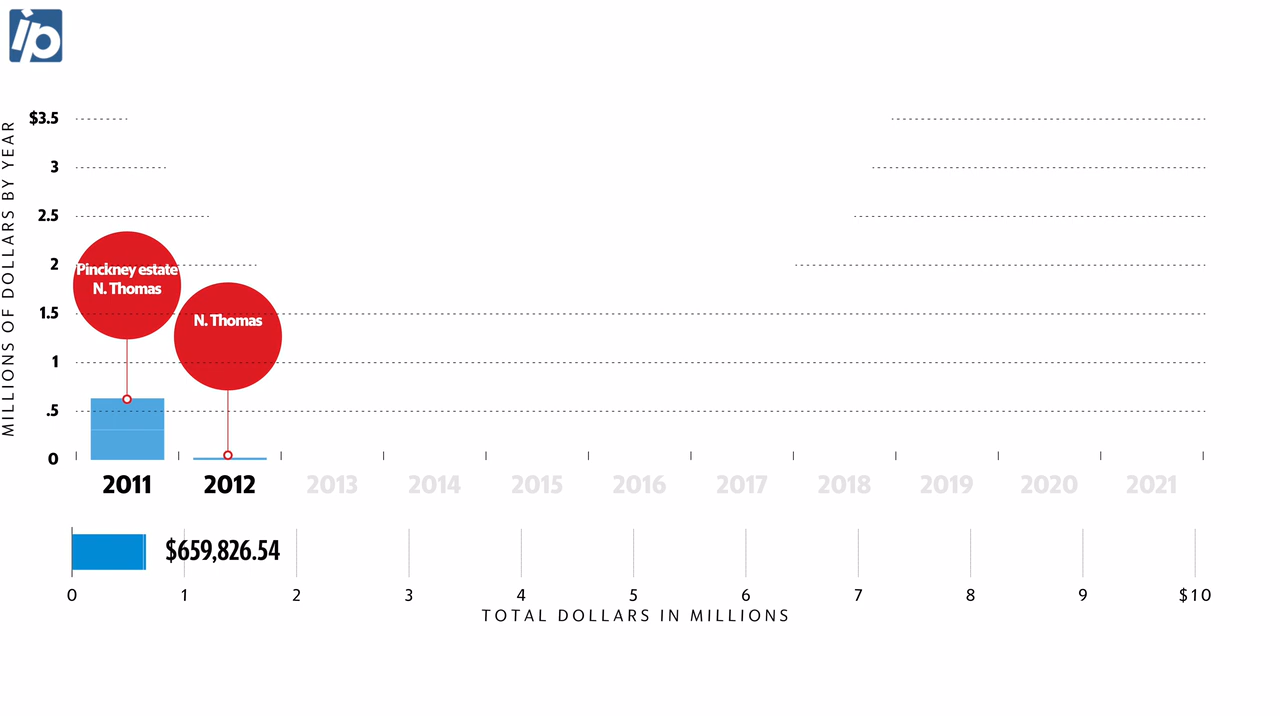 ip
MILLIONS OF DOLLARS BY YEAR
$3.5
3
2.5
2
1.5
1
.5
0
Pinckney estate
N. Thomas
N. Thomas
2011 2012 2013 2014 2015 2016 2017 2018 2019 2020 2021
$659,826.54
0 1 2 3 4 5 6 7 8 9 $10
TOTAL DOLLARS IN MILLIONS